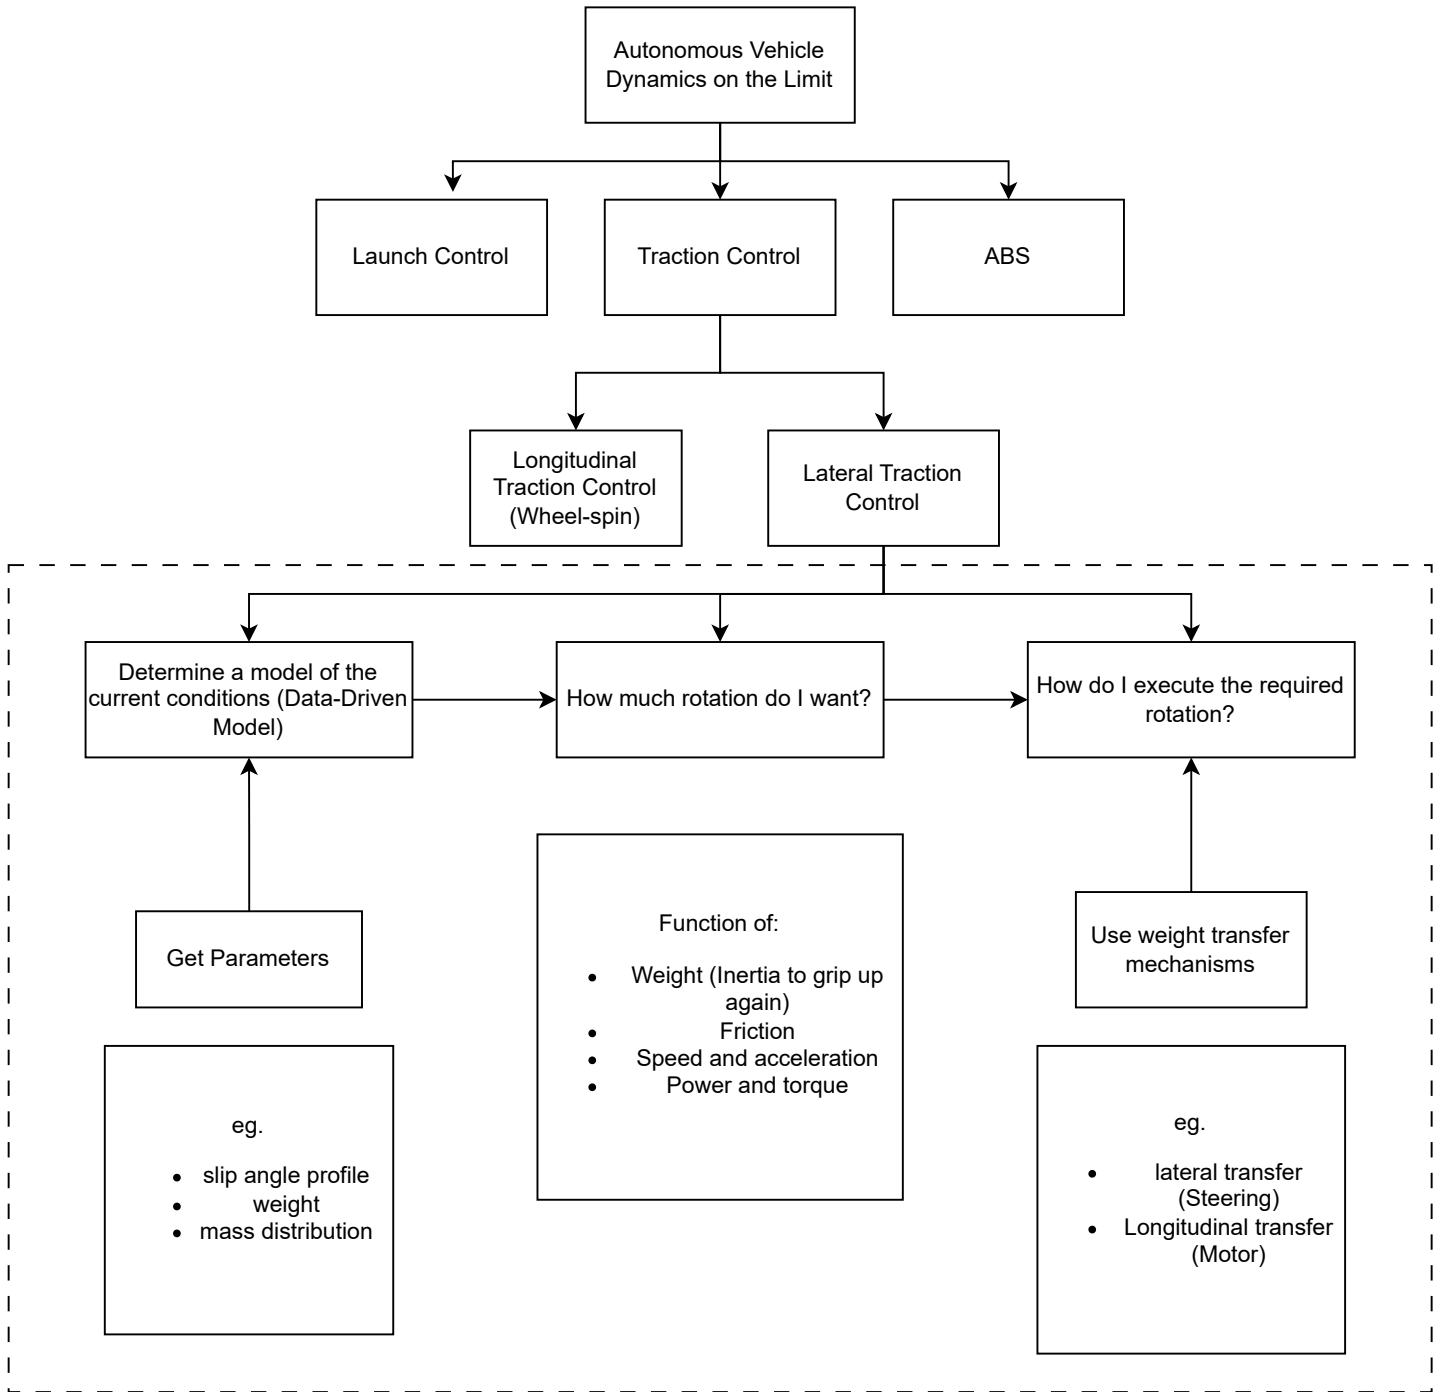 Autonomous Vehicle
Dynamics on the Limit
Launch Control
Traction Control
ABS
Longitudinal
Traction Control
(Wheel-spin)
Lateral Traction
Control
Determine a model of the
current conditions (Data-Driven
Model)
How much rotation do I want?
How do I execute the required
rotation?
Get Parameters
Function of:
• Weight (Inertia to grip up
again)
• Friction
• Speed and acceleration
• Power and torque
Use weight transfer
mechanisms
eg.
• slip angle profile
• weight
• mass distribution
eg.
• lateral transfer
(Steering)
• Longitudinal transfer
(Motor)